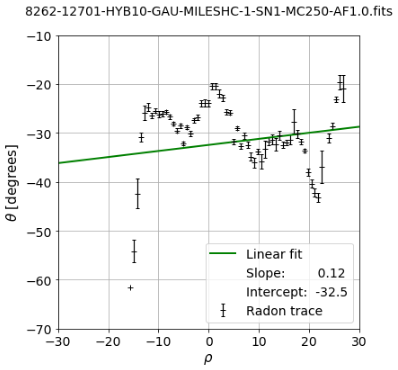 8262-12701-HYB10-GAU-MILESHC-1-SN1-MC250-AF1.0.fits
−10
−20
−30
−40
−50
−60
−70
θ [degrees]
Linear fit
Slope: 0.12
Intercept: -32.5
Radon trace
−30 −20 −10 0 10 20 30
ρ